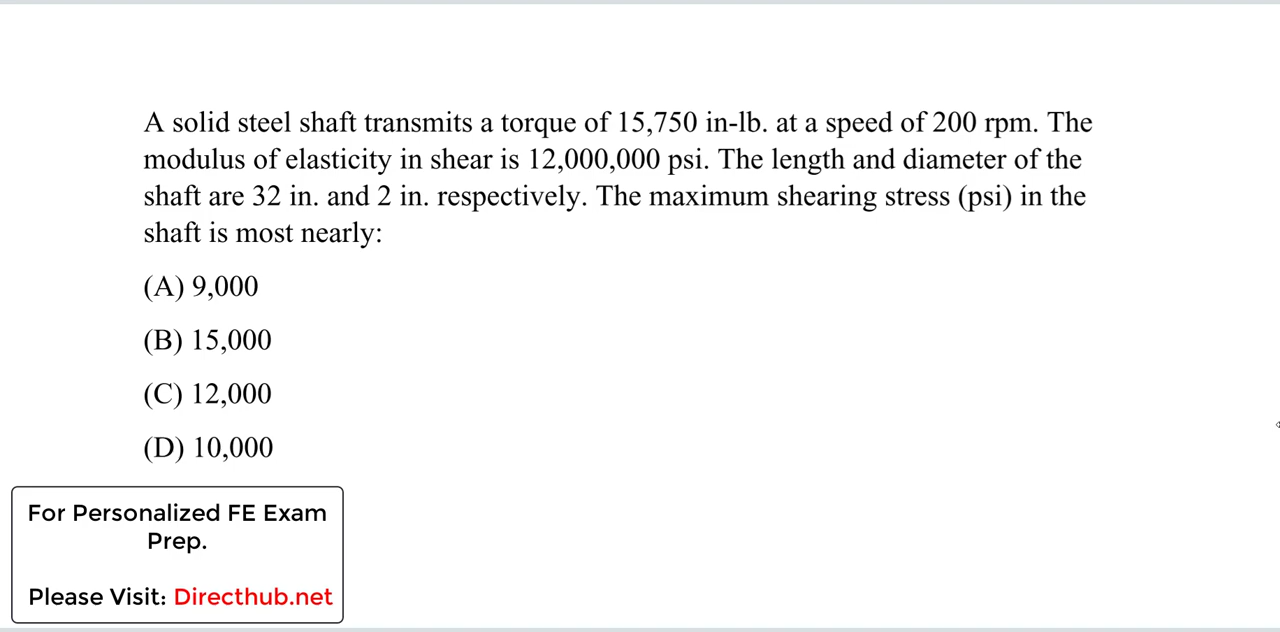 A solid steel shaft transmits a torque of 15,750 in-lb. at a speed of 200 rpm. The
modulus of elasticity in shear is 12,000,000 psi. The length and diameter of the
shaft are 32 in. and 2 in. respectively. The maximum shearing stress (psi) in the
shaft is most nearly:
(A) 9,000
(B) 15,000
(C) 12,000
(D) 10,000
For Personalized FE Exam
Prep.
Please Visit: Directhub.net